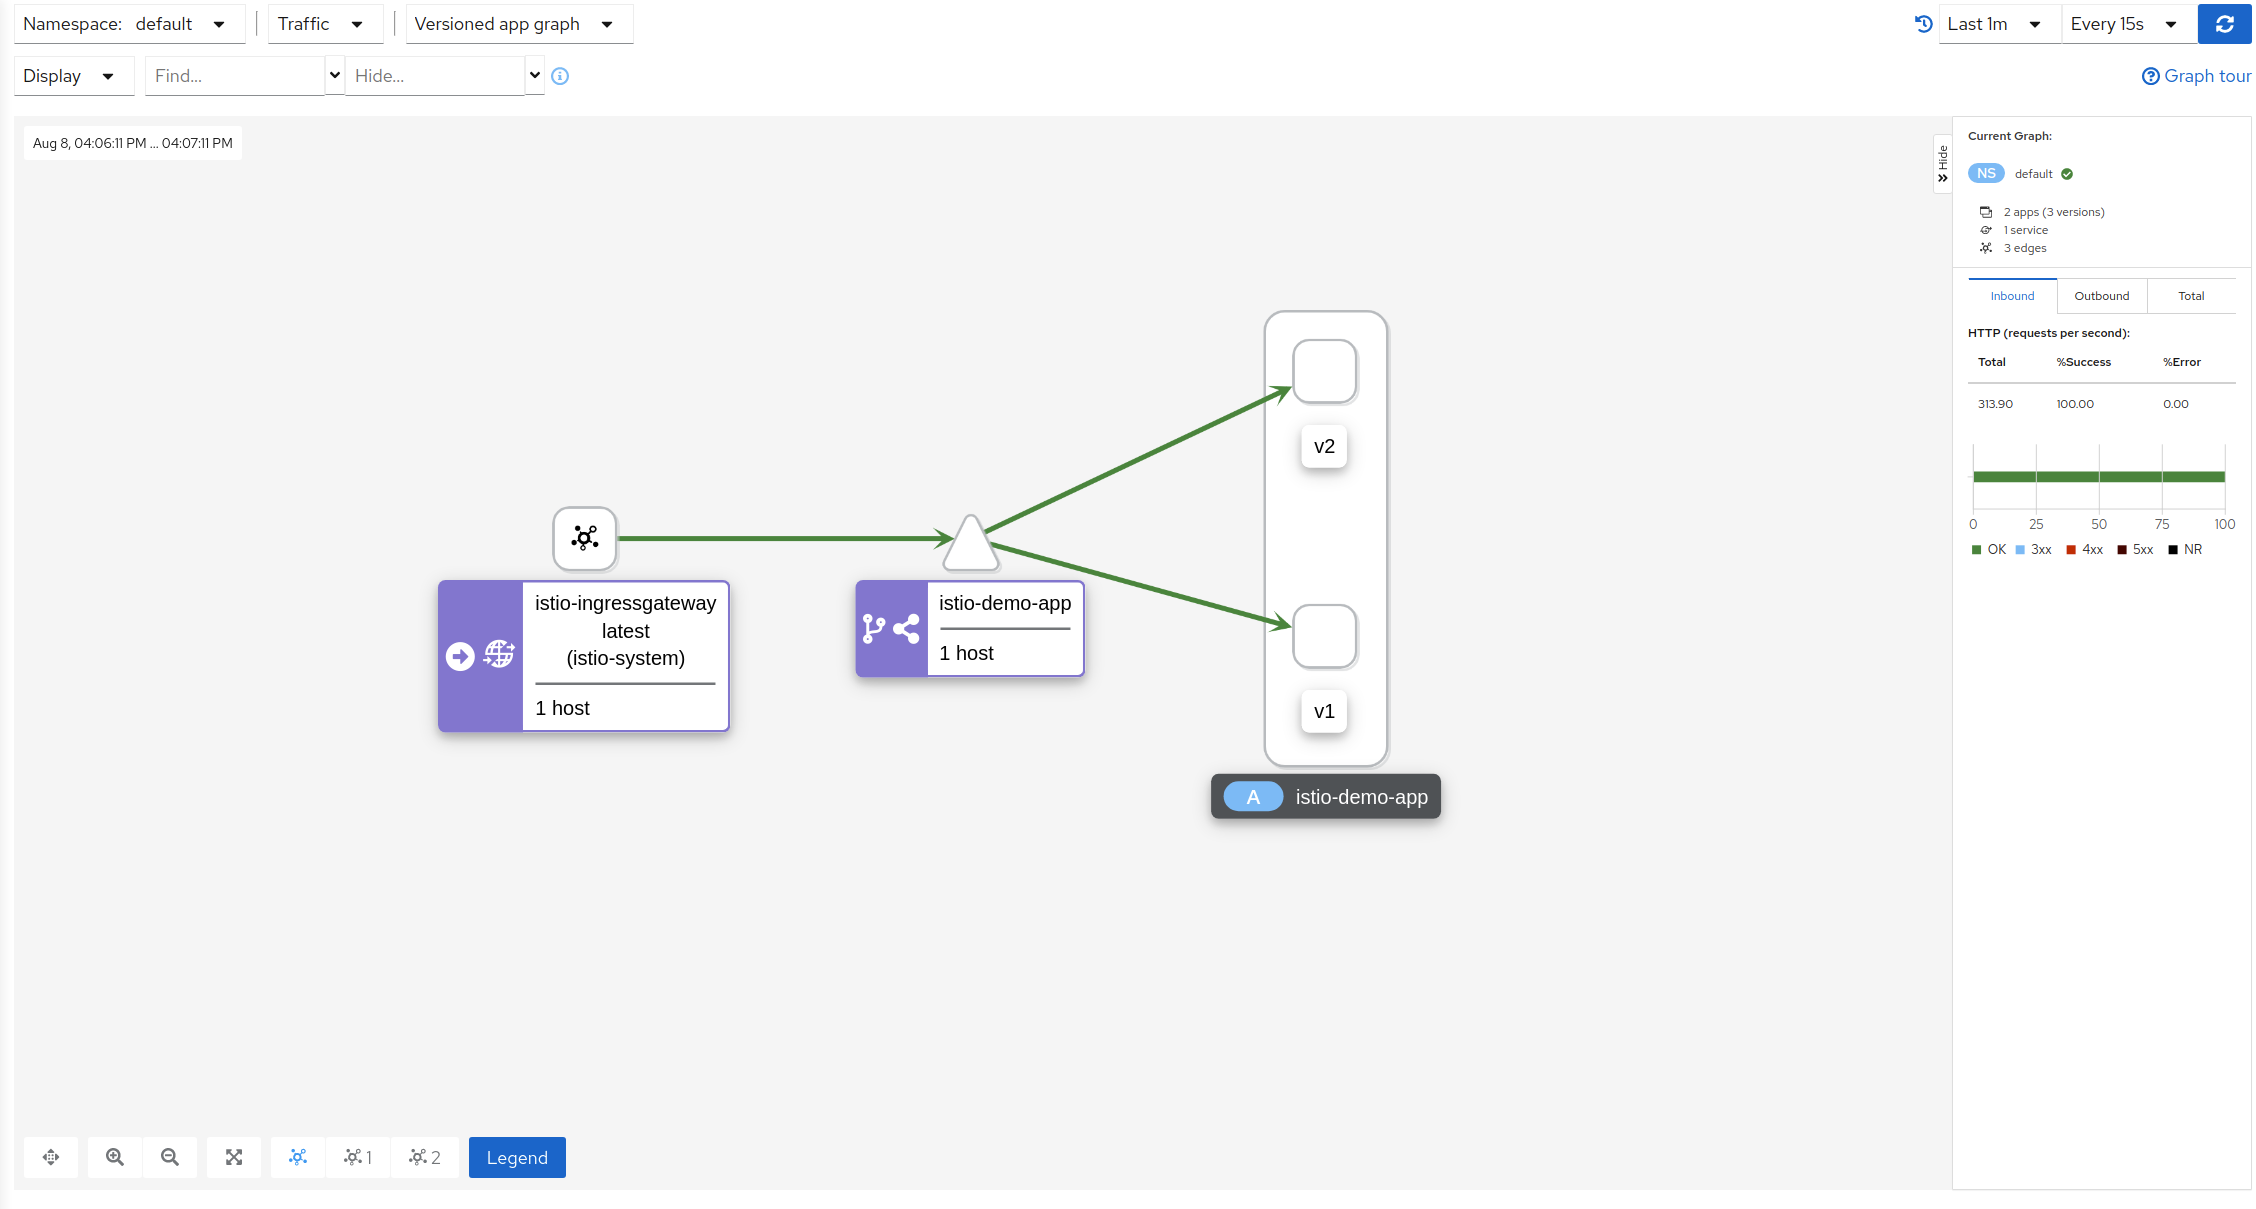 Namespace: default Traffic Versioned app graph Last 1m Every 15s
Display Find... Hide... Graph tour
Aug 8, 04:06:11 PM ... 04:07:11 PM
Hide
Current Graph:
NS default
2 apps (3 versions)
1 service
3 edges
Inbound Outbound Total
HTTP (requests per second):
Total %Success %Error
313.90 100.00 0.00
0 25 50 75 100
OK 3xx 4xx 5xx NR
v2
istio-ingressgateway
latest
(istio-system)
1 host
istio-demo-app
1 host
v1
A istio-demo-app
1 2 Legend